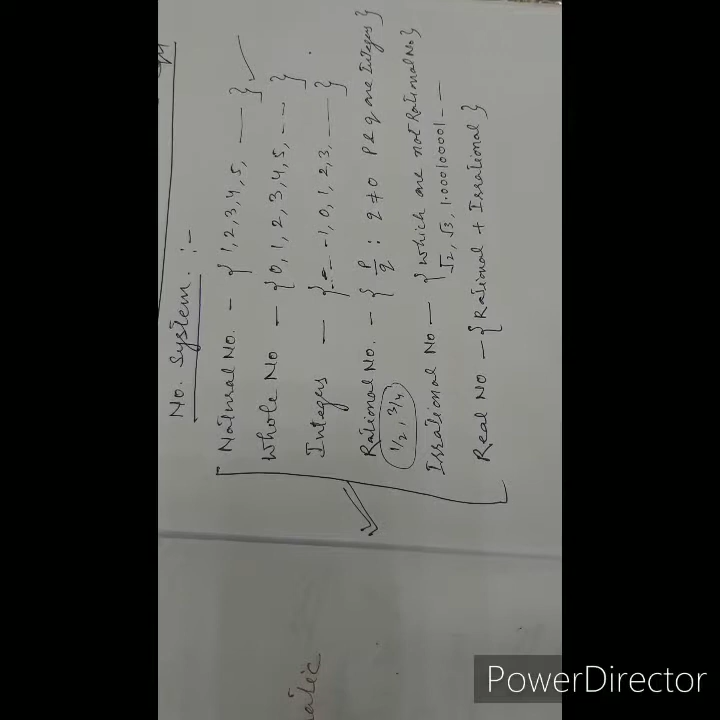 No. System. :-
Natural No. - { 1, 2, 3, 4, 5, — }
Whole No - { 0, 1, 2, 3, 4, 5, -- }
Integers - { -- -1, 0, 1, 2, 3, — }
Rational No. - { p/q : q ≠ 0 p & q are Integers }
1/2, 3/4
Irrational No - { which are not Rational No }
√2, √3, 1.000100001 --
Real No - { Rational + Irrational }
atic
PowerDirector